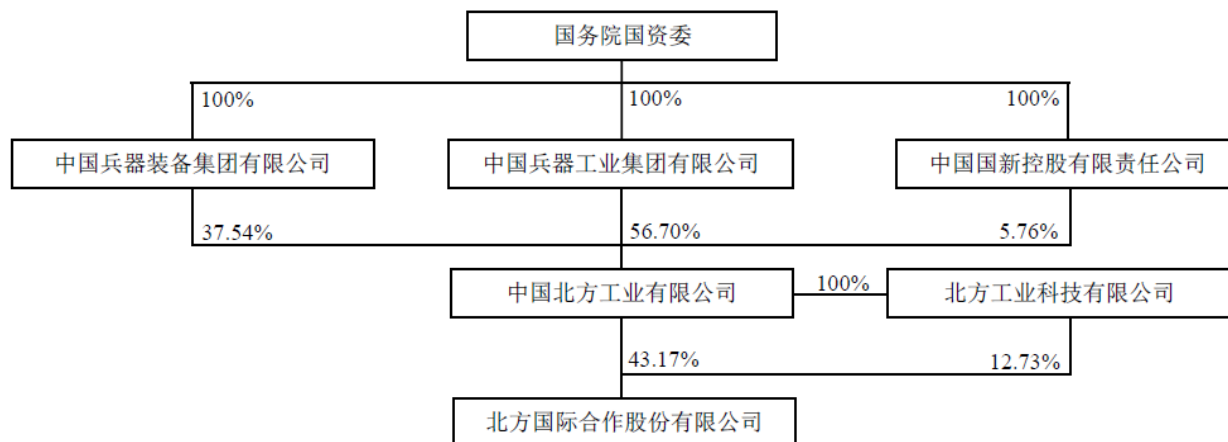 国务院国资委
100%
100%
100%
中国兵器装备集团有限公司
中国兵器工业集团有限公司
中国国新控股有限责任公司
37.54%
56.70%
5.76%
中国北方工业有限公司
100%
北方工业科技有限公司
43.17%
12.73%
北方国际合作股份有限公司